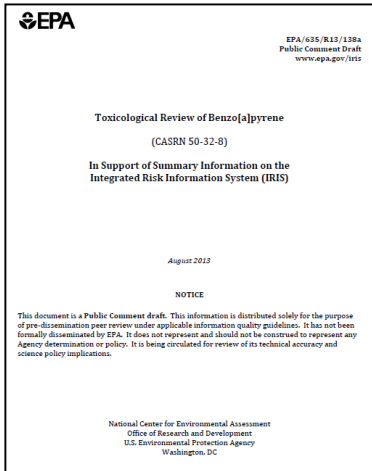 EPA
EPA/635/R13/138a
Public Comment Draft
www.epa.gov/iris
Toxicological Review of Benzo[a]pyrene
(CASRN 50-32-8)
In Support of Summary Information on the
Integrated Risk Information System (IRIS)
August 2013
NOTICE
This document is a Public Comment draft. This information is distributed solely for the purpose
of pre-dissemination peer review under applicable information quality guidelines. It has not been
formally disseminated by EPA. It does not represent and should not be construed to represent any
Agency determination or policy. It is being circulated for review of its technical accuracy and
science policy implications.
National Center for Environmental Assessment
Office of Research and Development
U.S. Environmental Protection Agency
Washington, DC